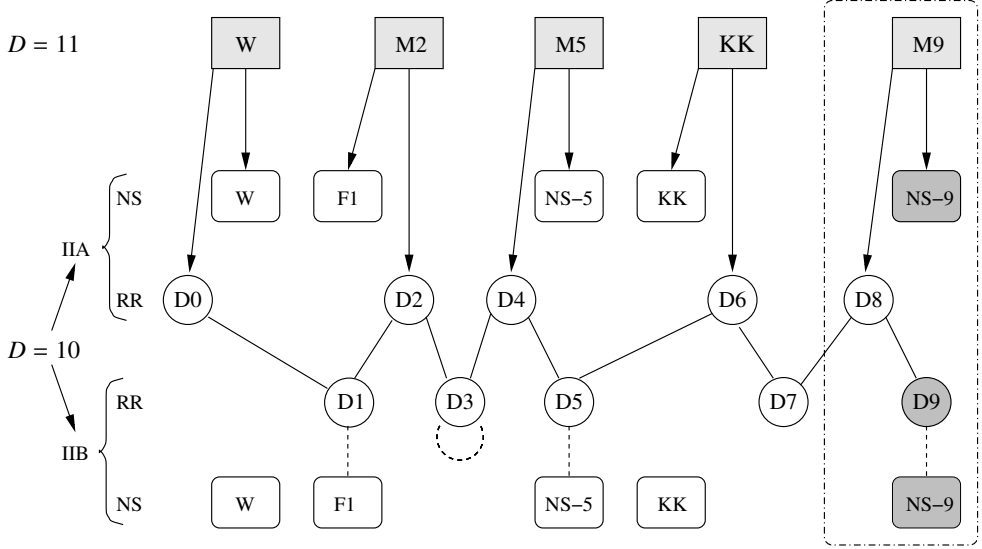 D = 11 W M2 M5 KK M9
NS W F1 NS−5 KK NS−9
IIA
RR D0 D2 D4 D6 D8
D = 10
RR D1 D3 D5 D7 D9
IIB
NS W F1 NS−5 KK NS−9